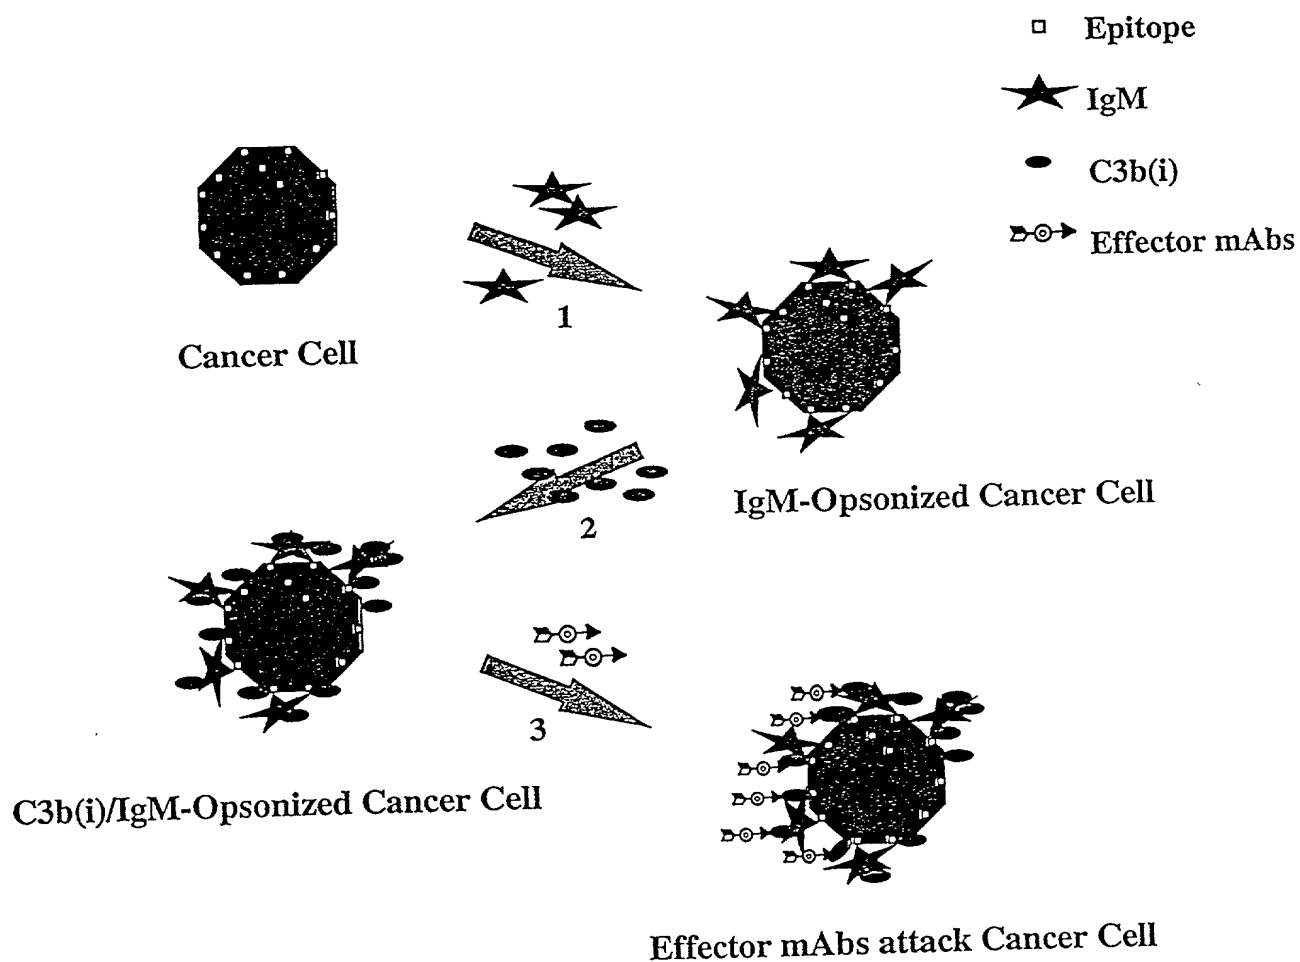 Epitope
IgM
C3b(i)
Effector mAbs
Cancer Cell
1
IgM-Opsonized Cancer Cell
2
C3b(i)/IgM-Opsonized Cancer Cell
3
Effector mAbs attack Cancer Cell